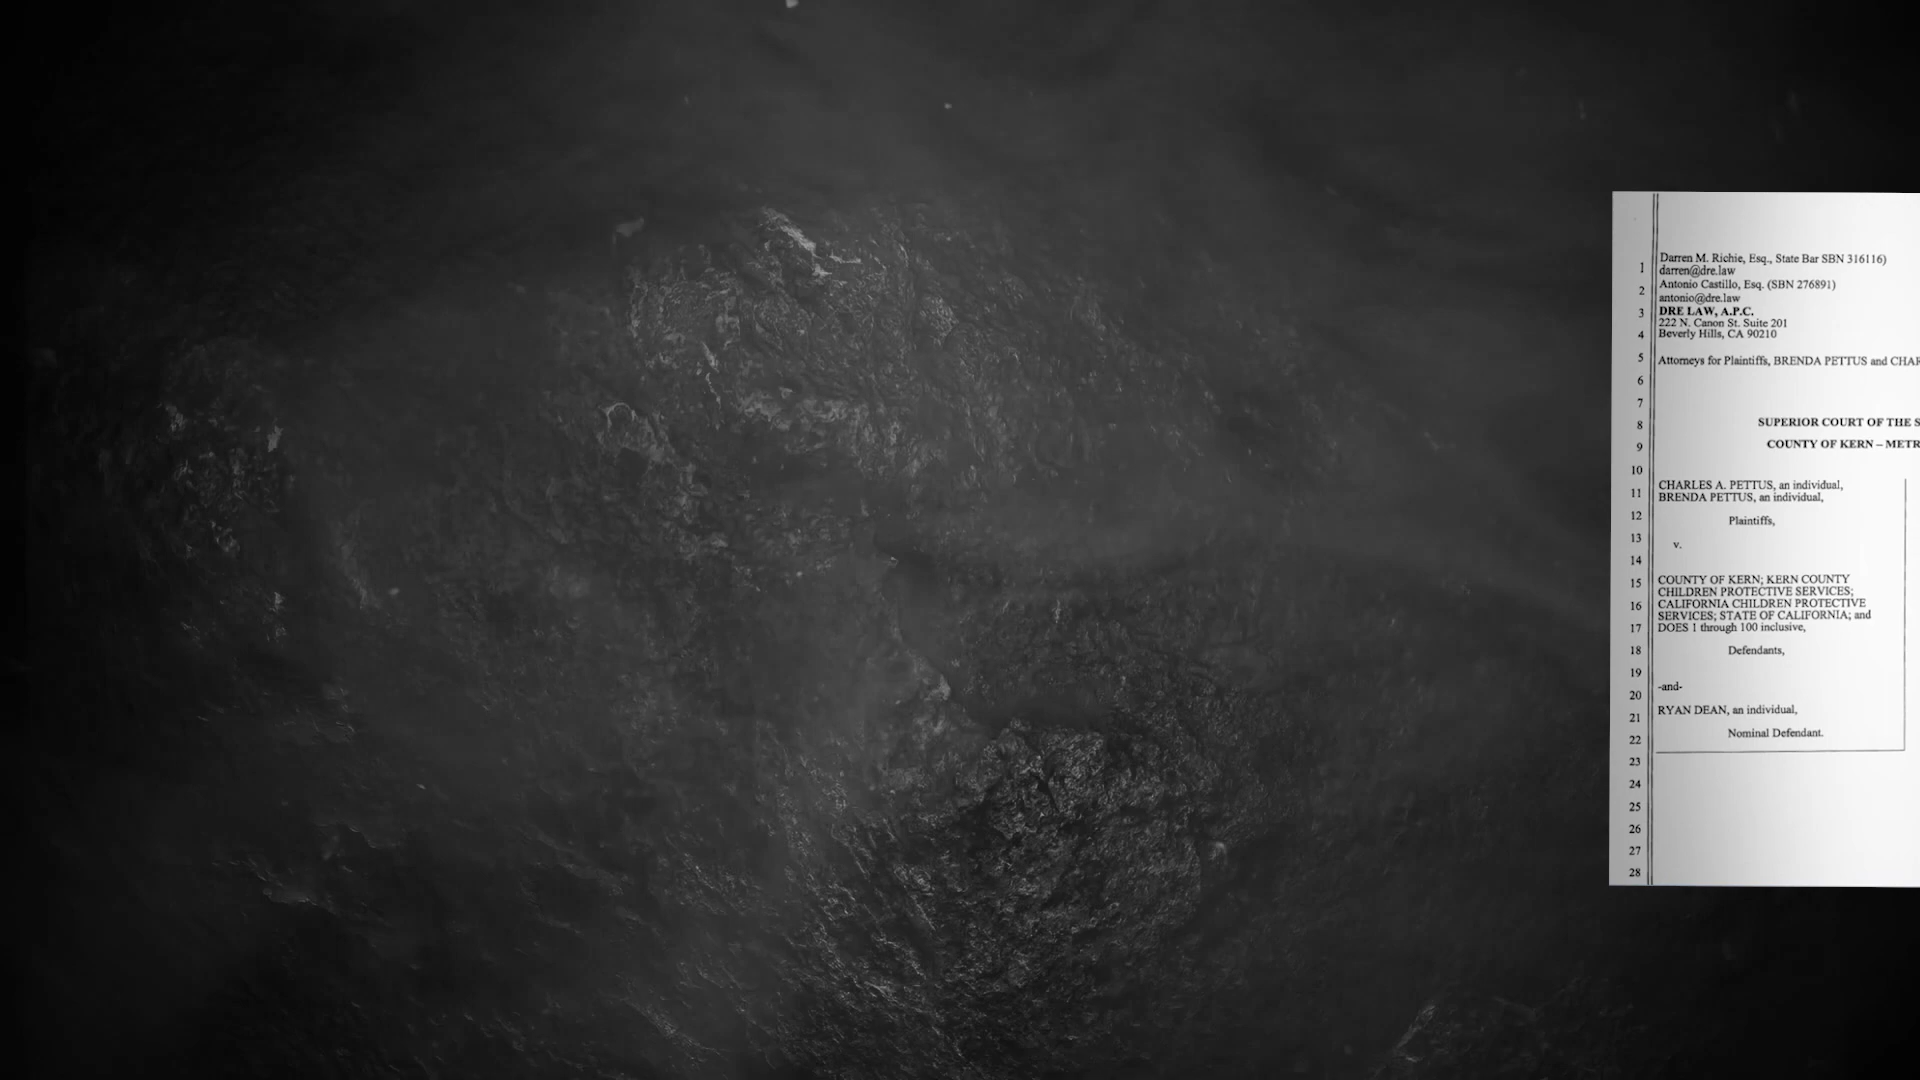 Darren M. Richie, Esq., State Bar SBN 316116)
1 darren@dre.law
2 Antonio Castillo, Esq. (SBN 276891)
antonio@dre.law
3 DRE LAW, A.P.C.
222 N. Canon St. Suite 201
4 Beverly Hills, CA 90210
5 Attorneys for Plaintiffs, BRENDA PETTUS and CHAR
6
7
8 SUPERIOR COURT OF THE S
9 COUNTY OF KERN – METR
10
CHARLES A. PETTUS, an individual,
11 BRENDA PETTUS, an individual,
12 Plaintiffs,
13 v.
14
15 COUNTY OF KERN; KERN COUNTY
CHILDREN PROTECTIVE SERVICES;
16 CALIFORNIA CHILDREN PROTECTIVE
SERVICES; STATE OF CALIFORNIA; and
17 DOES 1 through 100 inclusive,
18 Defendants,
19
-and-
20
21 RYAN DEAN, an individual,
22 Nominal Defendant.
23
24
25
26
27
28